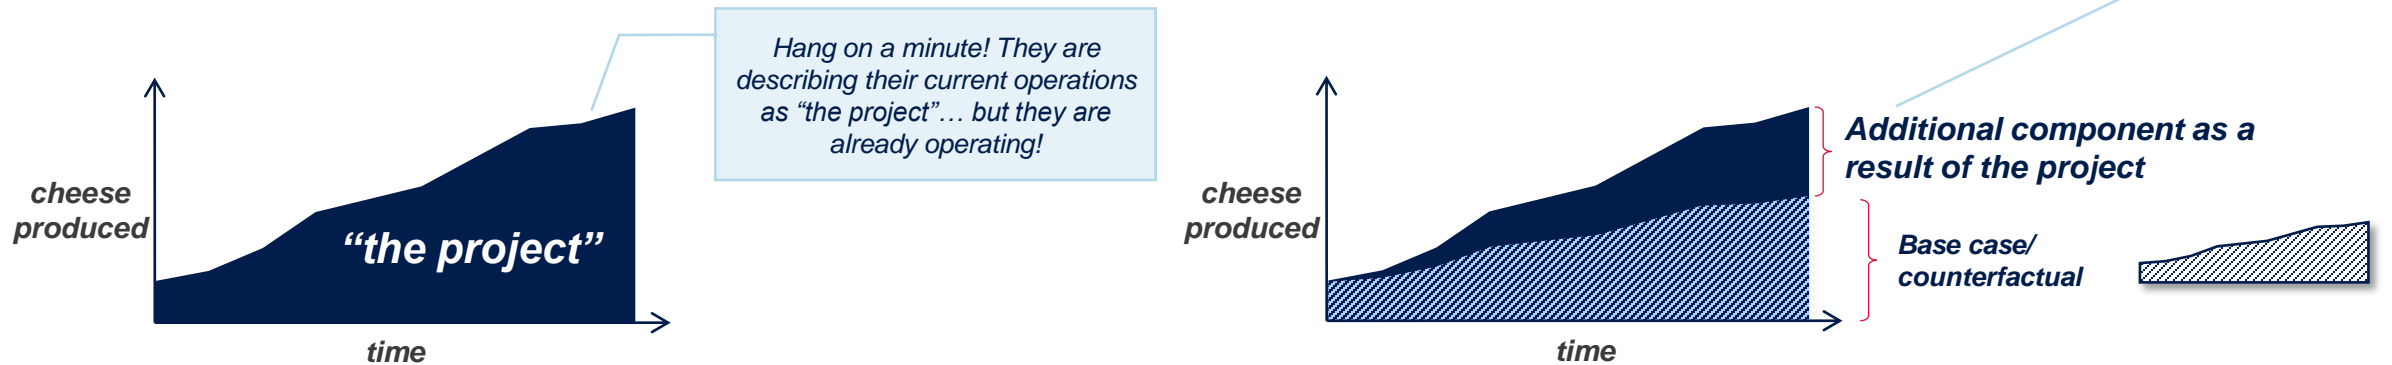 Hang on a minute! They are
describing their current operations
as “the project”… but they are
already operating!
cheese
produced
“the project”
time
cheese
produced
Additional component as a
result of the project
Base case/
counterfactual
time